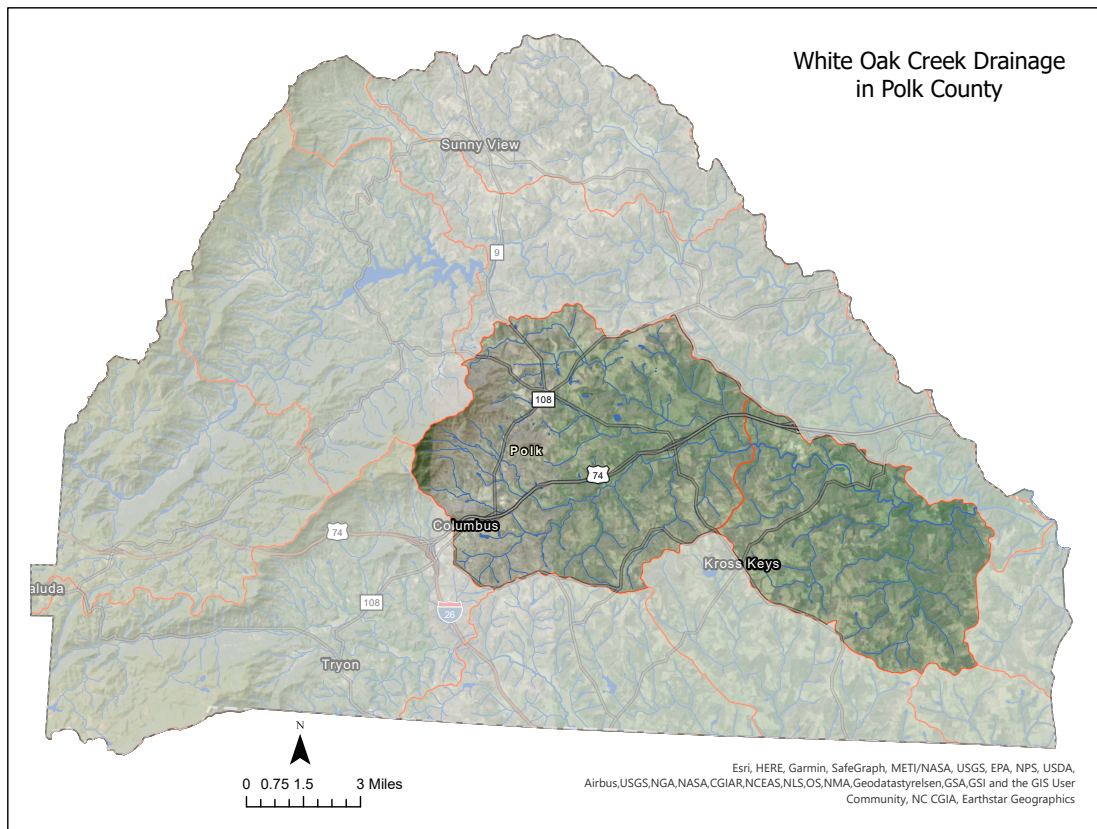 White Oak Creek Drainage
in Polk County
Sunny View
9
108
Polk
74
Columbus
74
Kross Keys
aluda
108
26
Tryon
N
0 0.75 1.5 3 Miles
Esri, HERE, Garmin, SafeGraph, METI/NASA, USGS, EPA, NPS, USDA,
Airbus,USGS,NGA,NASA,CGIAR,NCEAS,NLS,OS,NMA,Geodatastyrelsen,GSA,GSI and the GIS User
Community, NC CGIA, Earthstar Geographics